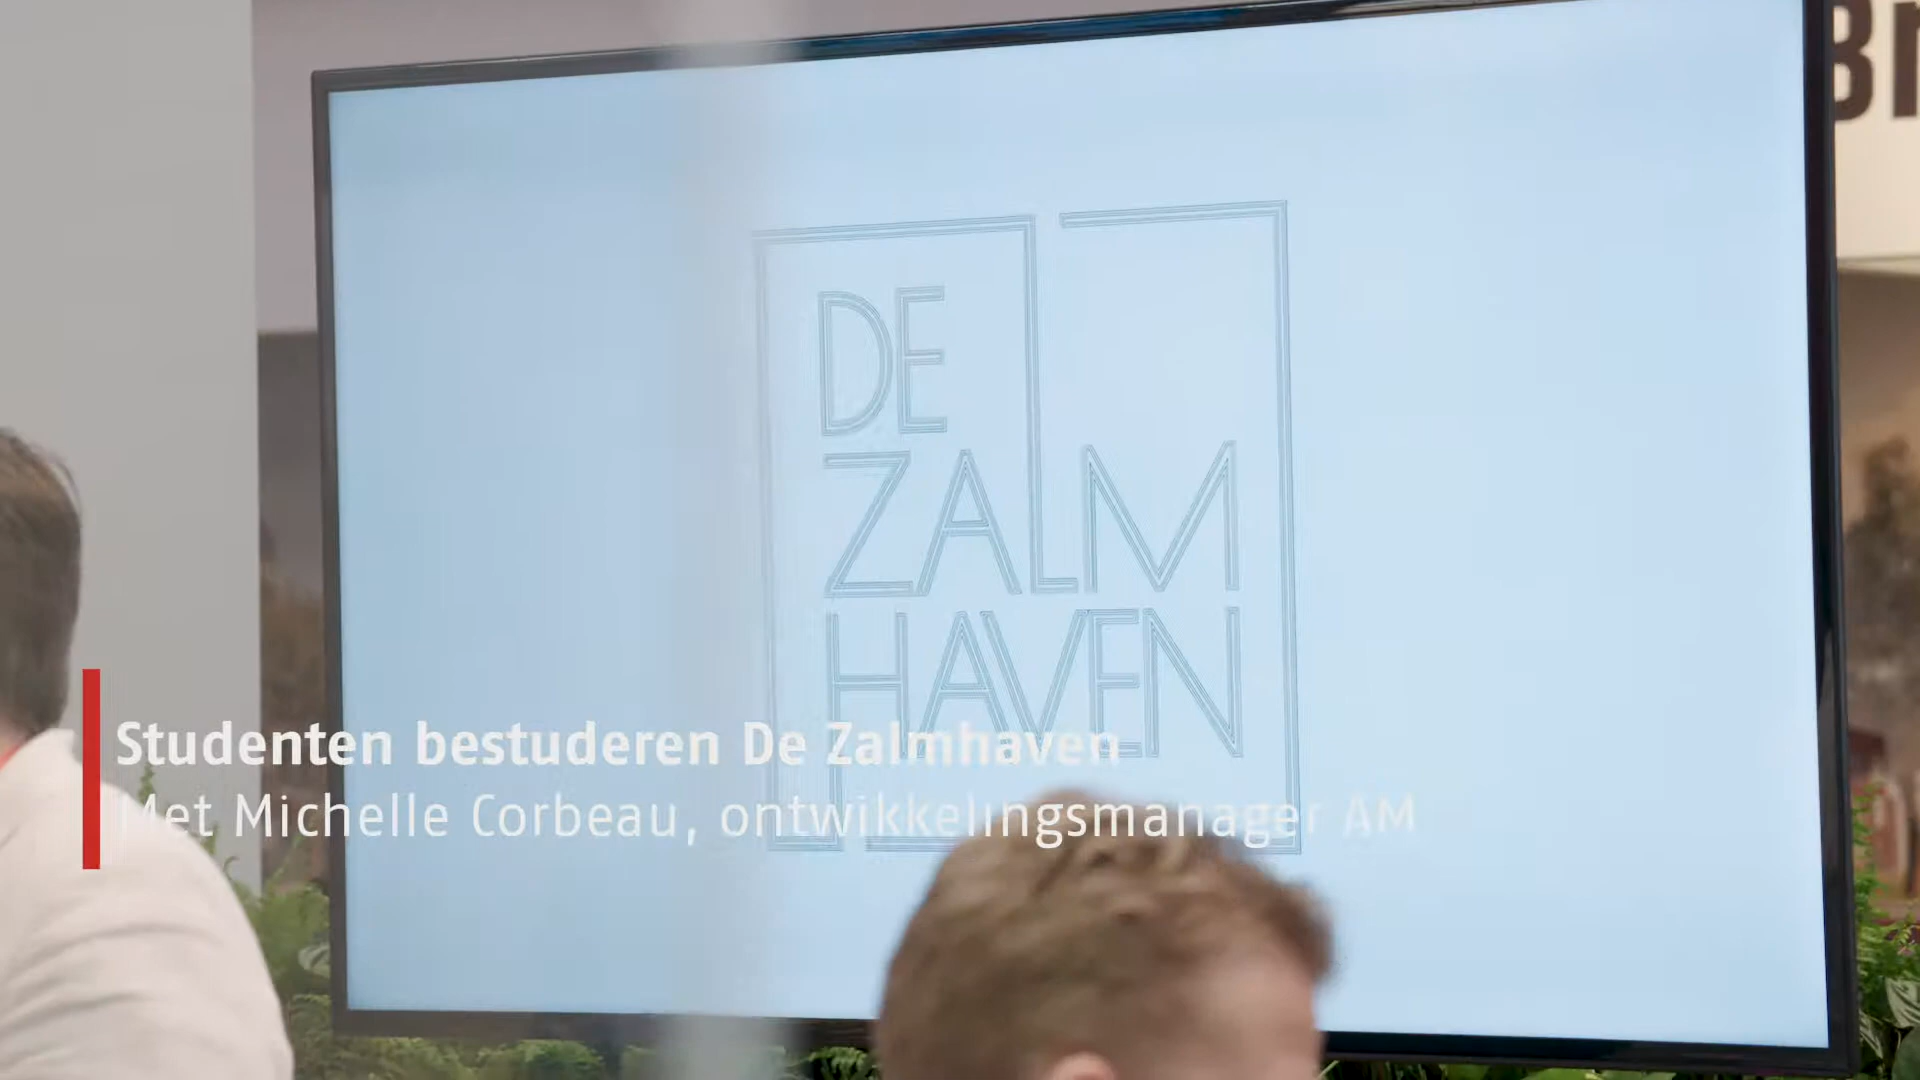 DE
ZALM
HAVEN
Studenten bestuderen De Zalmhaven
Met Michelle Corbeau, ontwikkelingsmanager AM